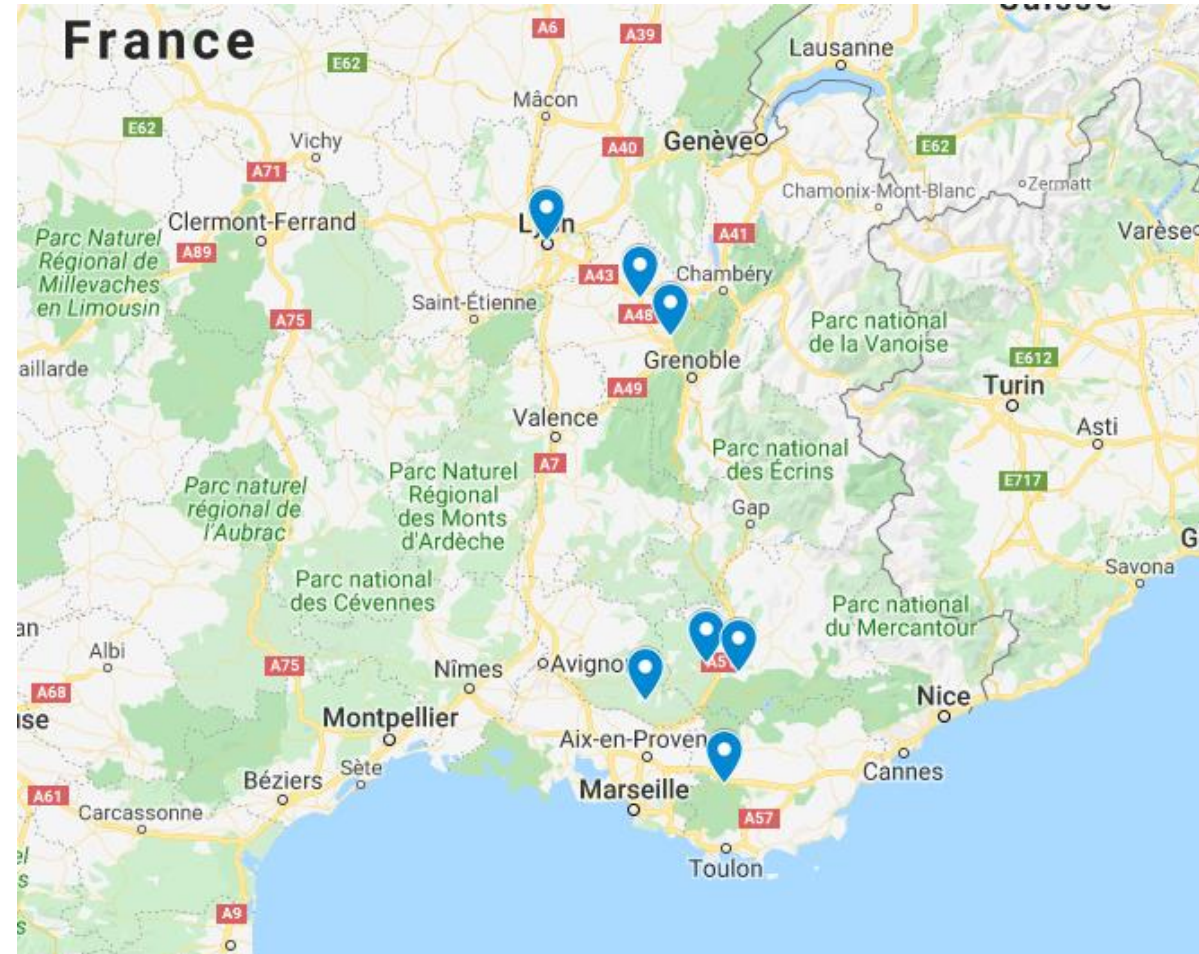 France
A6
A39
E62
Lausanne
Mâcon
E62
Vichy
A40
Genève
E62
A71
Chamonix-Mont-Blanc
Zermatt
Clermont-Ferrand
A41
Varèse
Parc Naturel
Régional de
Millevaches
en Limousin
A89
A43
Chambéry
Saint-Étienne
A48
A75
Parc national
de la Vanoise
aillarde
Grenoble
E612
A49
Turin
Valence
Asti
A7
Parc national
des Écrins
Parc Naturel
Régional
des Monts
d'Ardèche
Parc naturel
régional de
l'Aubrac
E717
Gap
G
Savona
Parc national
des Cévennes
Parc national
du Mercantour
an
Albi
A75
Nîmes
Avigno
A68
Nice
use
Montpellier
Aix-en-Proven
Sète
Béziers
Marseille
Cannes
A61
Carcassonne
A57
Toulon
el
s
s
A9